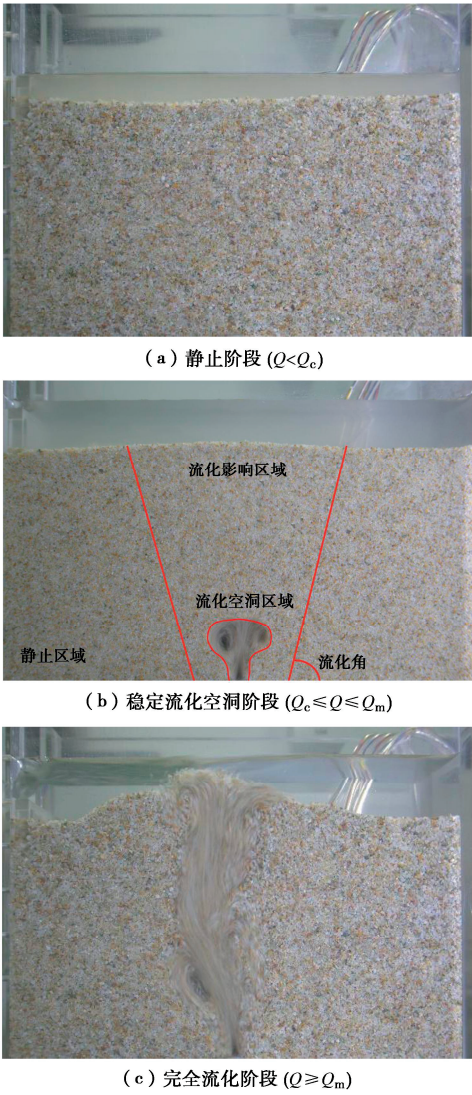 (a)静止阶段 (Q<Qc)
流化影响区域
流化空洞区域
静止区域
流化角
(b)稳定流化空洞阶段 (Qc≤Q≤Qm)
(c)完全流化阶段 (Q≥Qm)